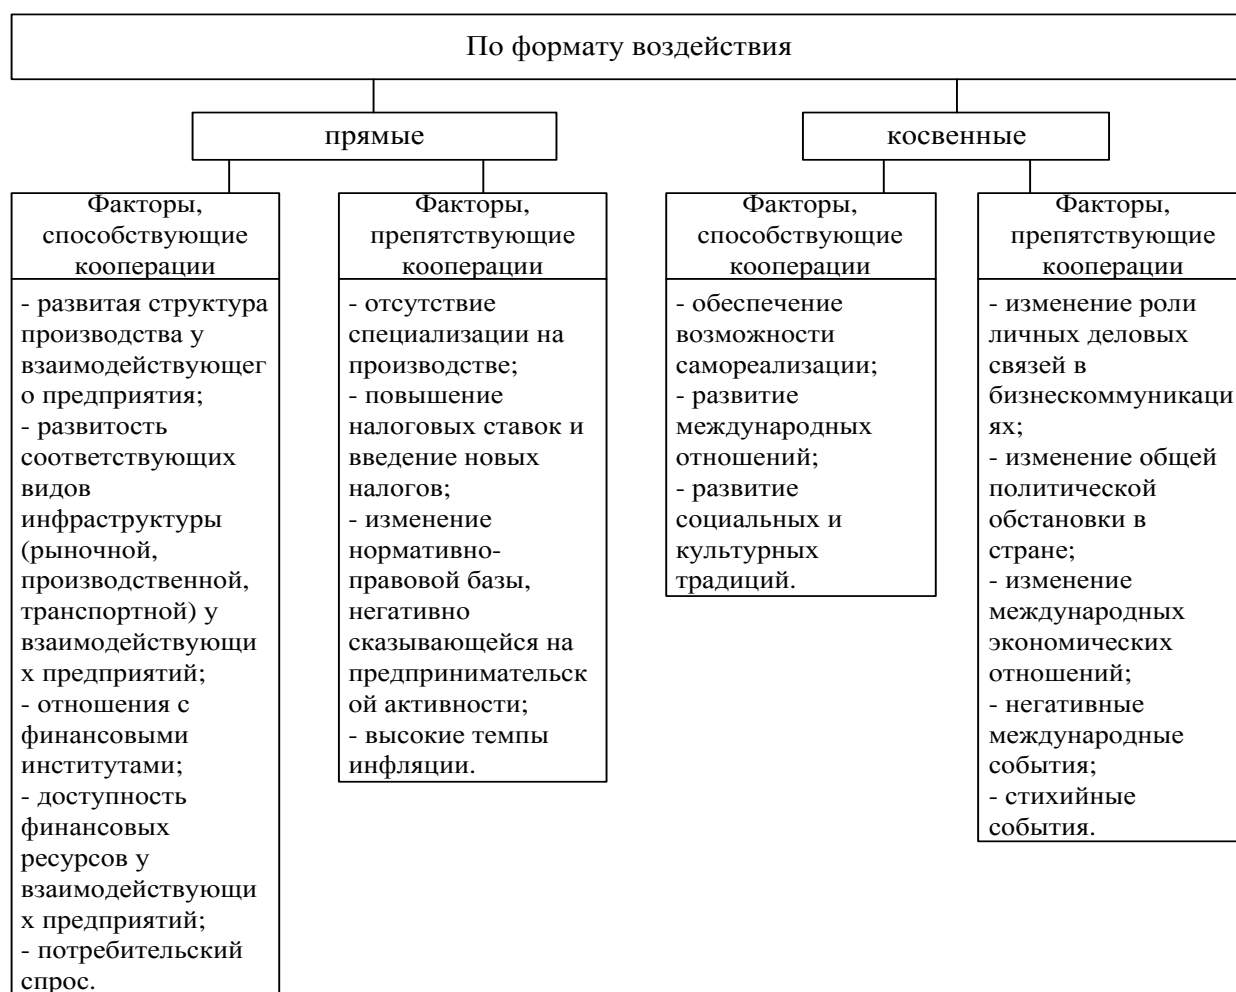 По формату воздействия
прямые
косвенные
Факторы,
способствующие
кооперации
- развитая структура
производства у
взаимодействующег
о предприятия;
- развитость
соответствующих
видов
инфраструктуры
(рыночной,
производственной,
транспортной) у
взаимодействующи
х предприятий;
- отношения с
финансовыми
институтами;
- доступность
финансовых
ресурсов у
взаимодействующи
х предприятий;
- потребительский
спрос.
Факторы,
препятствующие
кооперации
- отсутствие
специализации на
производстве;
- повышение
налоговых ставок и
введение новых
налогов;
- изменение
нормативно-
правовой базы,
негативно
сказывающейся на
предпринимательск
ой активности;
- высокие темпы
инфляции.
Факторы,
способствующие
кооперации
- обеспечение
возможности
самореализации;
- развитие
международных
отношений;
- развитие
социальных и
культурных
традиций.
Факторы,
препятствующие
кооперации
- изменение роли
личных деловых
связей в
бизнескоммуникаци
ях;
- изменение общей
политической
обстановки в
стране;
- изменение
международных
экономических
отношений;
- негативные
международные
события;
- стихийные
события.